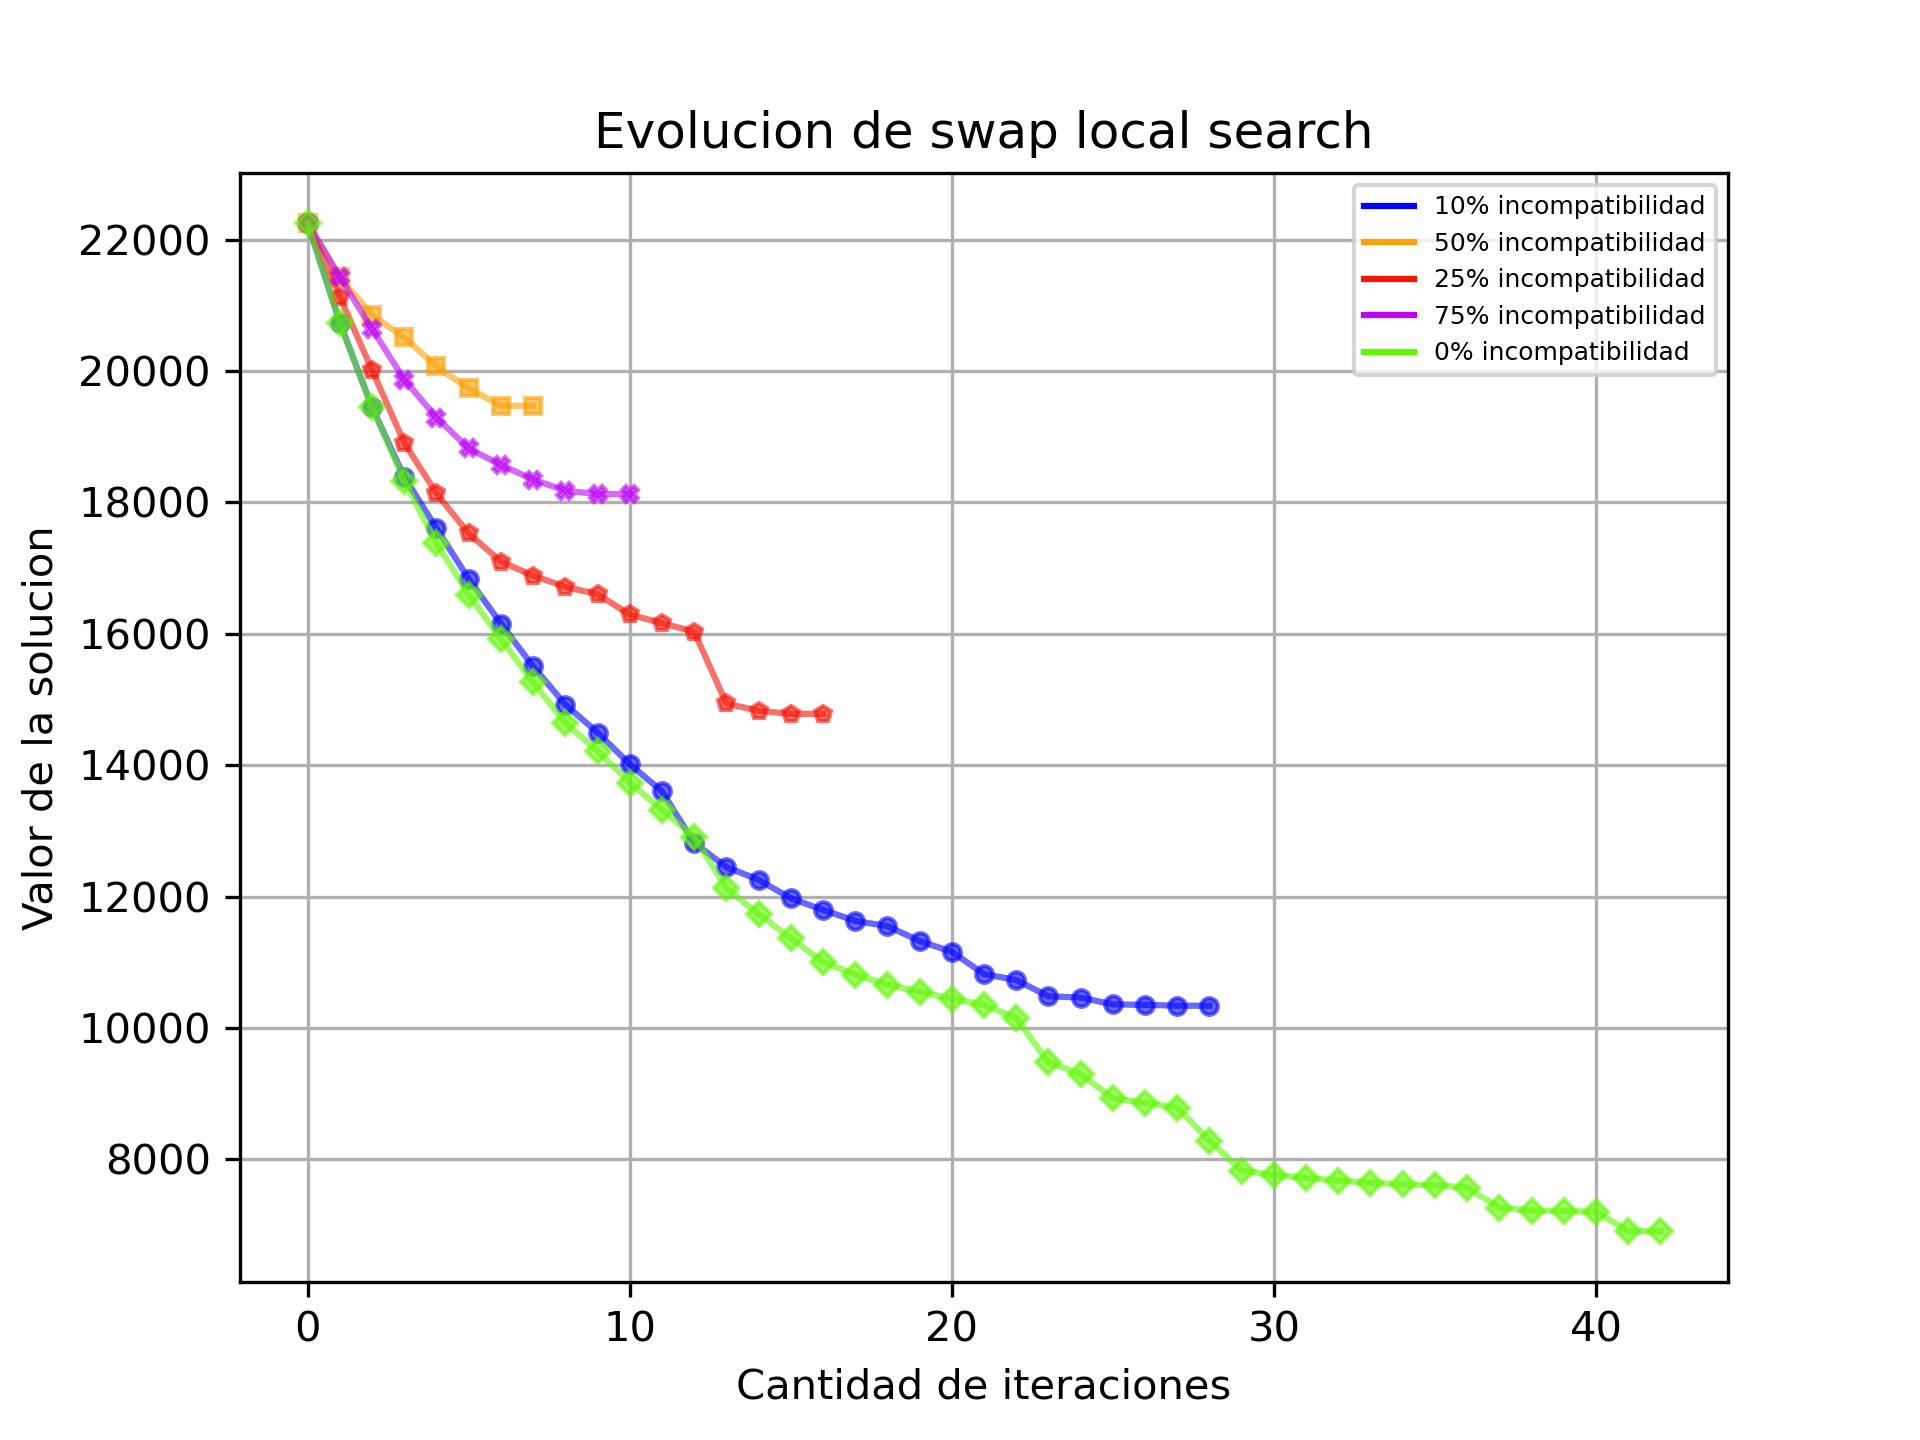 Evolucion de swap local search
10% incompatibilidad
50% incompatibilidad
25% incompatibilidad
75% incompatibilidad
0% incompatibilidad
Valor de la solucion
22000
20000
18000
16000
14000
12000
10000
8000
0 10 20 30 40
Cantidad de iteraciones